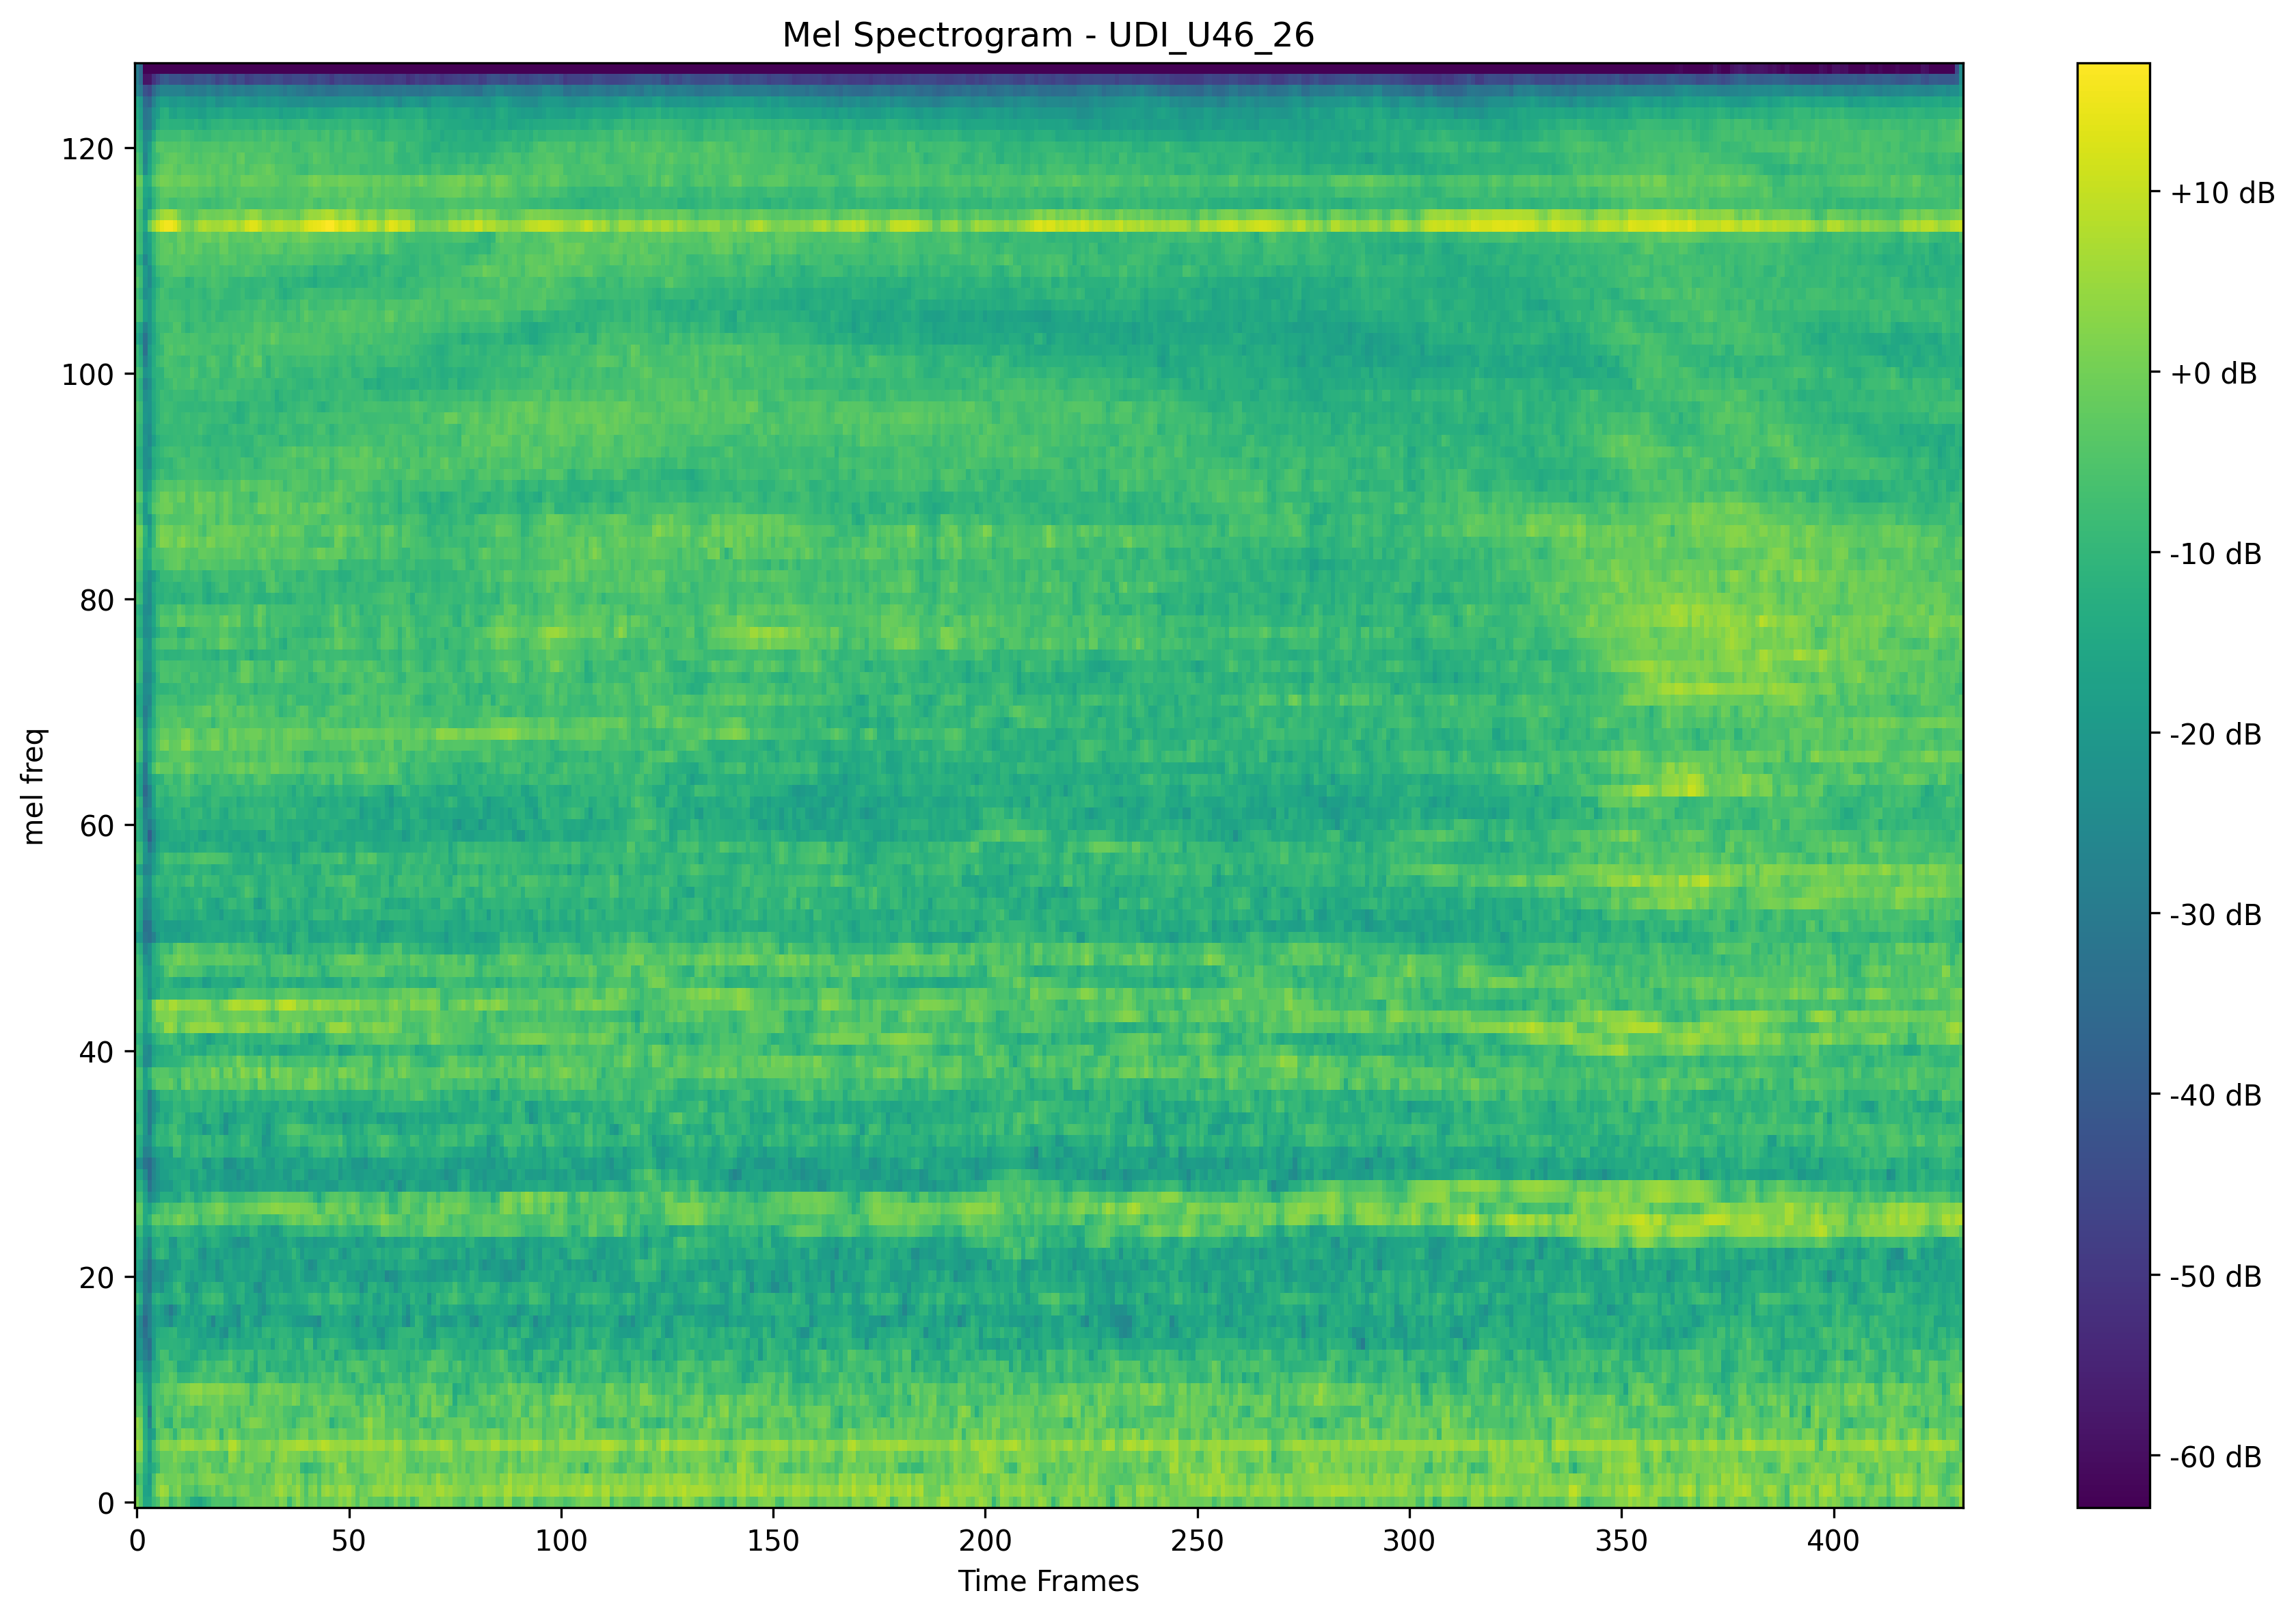 Mel Spectrogram - UDI_U46_26
120
100
80
60
40
20
0
mel freq
0 50 100 150 200 250 300 350 400
Time Frames
+10 dB
+0 dB
-10 dB
-20 dB
-30 dB
-40 dB
-50 dB
-60 dB